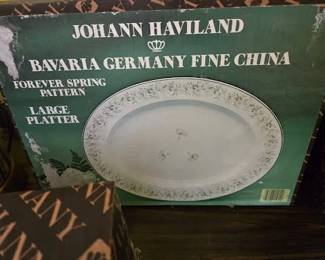 JOHANN HAVILAND
BAVARIA GERMANY FINE CHINA
FOREVER SPRING
PATTERN
LARGE
PLATTER